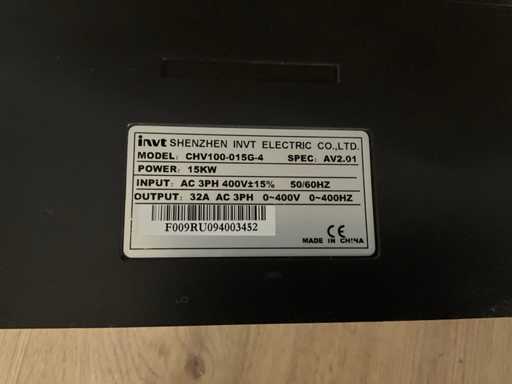 invt SHENZHEN INVT ELECTRIC CO.,LTD.
MODEL: CHV100-015G-4 SPEC: AV2.01
POWER: 15KW
INPUT: AC 3PH 400V±15% 50/60HZ
OUTPUT: 32A AC 3PH 0~400V 0~400HZ
F009RU094003452
CE
MADE IN CHINA